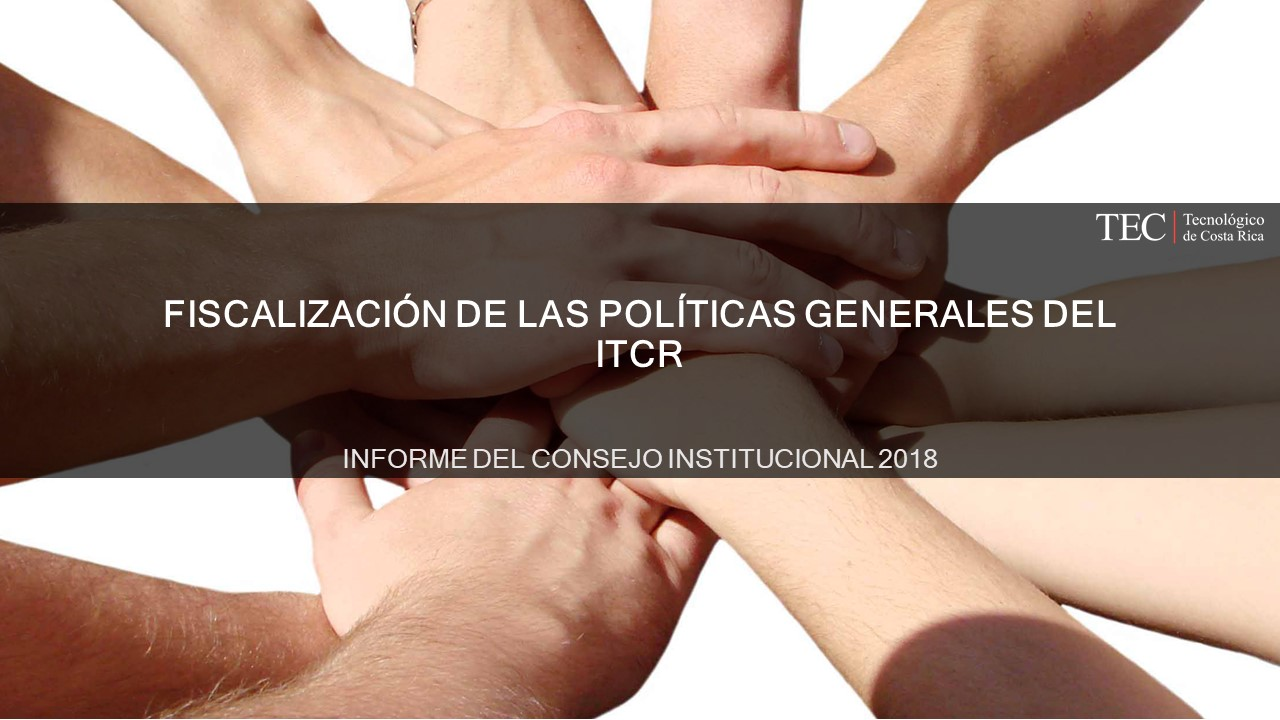 TEC Tecnológico
de Costa Rica
FISCALIZACIÓN DE LAS POLÍTICAS GENERALES DEL
ITCR
INFORME DEL CONSEJO INSTITUCIONAL 2018